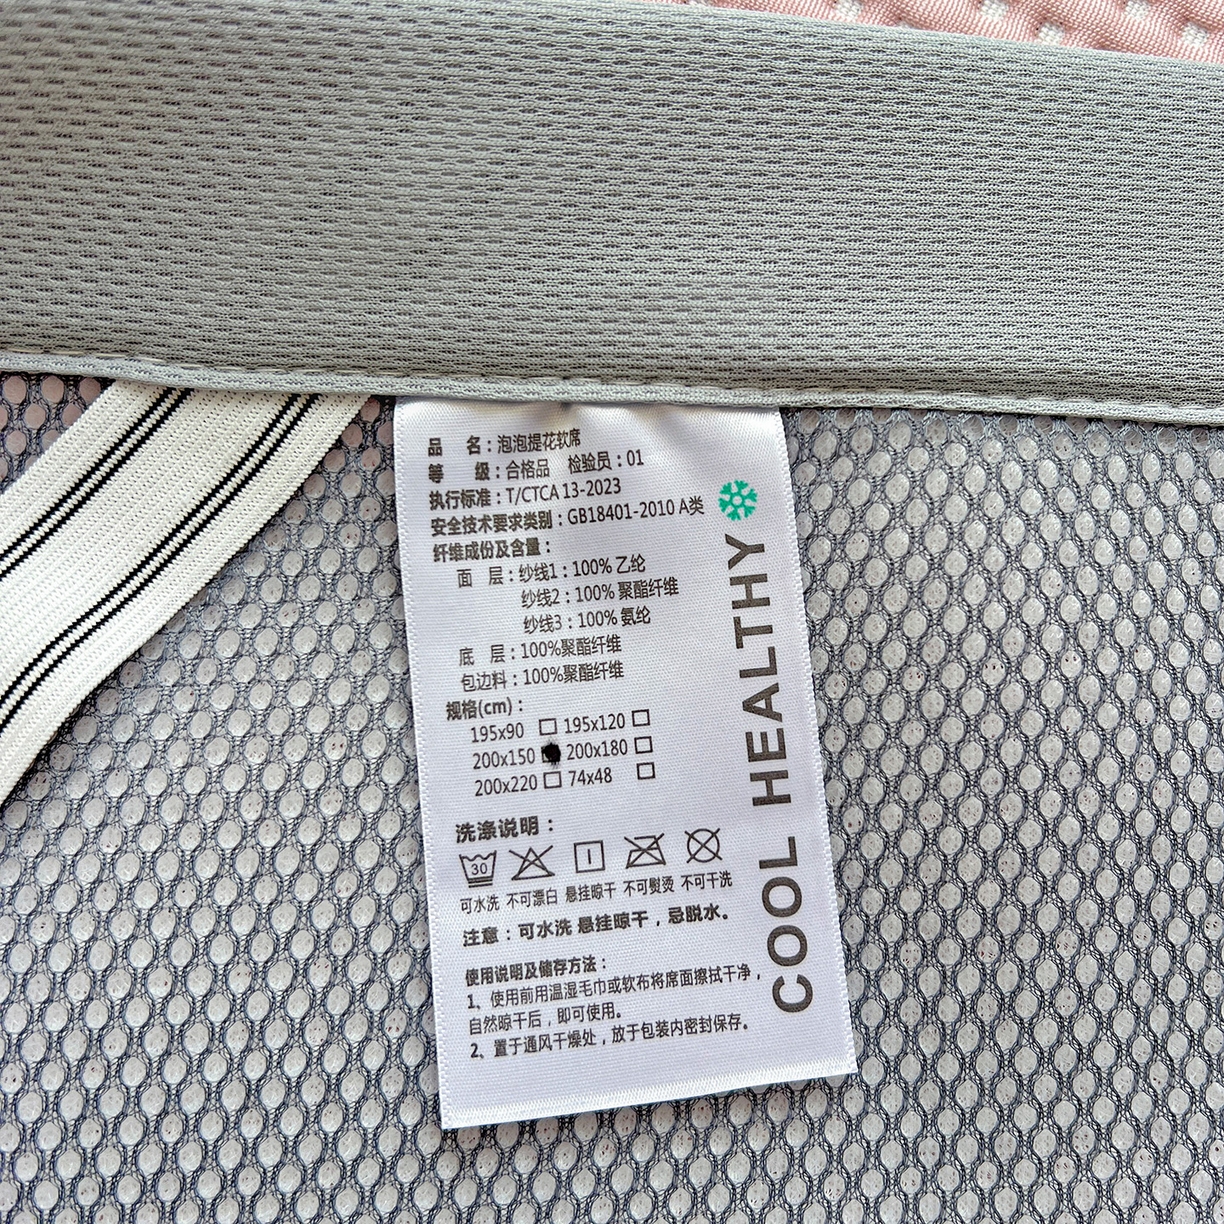 品 名：泡泡提花软席
等 级：合格品 检验员：01
执行标准：T/CTCA 13-2023
安全技术要求类别：GB18401-2010 A类
纤维成份及含量：
面 层：纱线1：100% 乙纶
纱线2：100% 聚酯纤维
纱线3：100% 氨纶
底 层：100%聚酯纤维
包边料：100%聚酯纤维
规格(cm)：
195x90 □ 195x120 □
200x150 ■ 200x180 □
200x220 □ 74x48 □
洗涤说明：
30
可水洗 不可漂白 悬挂晾干 不可熨烫 不可干洗
注意：可水洗 悬挂晾干，忌脱水。
使用说明及储存方法：
1、使用前用温湿毛巾或软布将席面擦拭干净，
自然晾干后，即可使用。
2、置于通风干燥处，放于包装内密封保存。
COOL HEALTHY